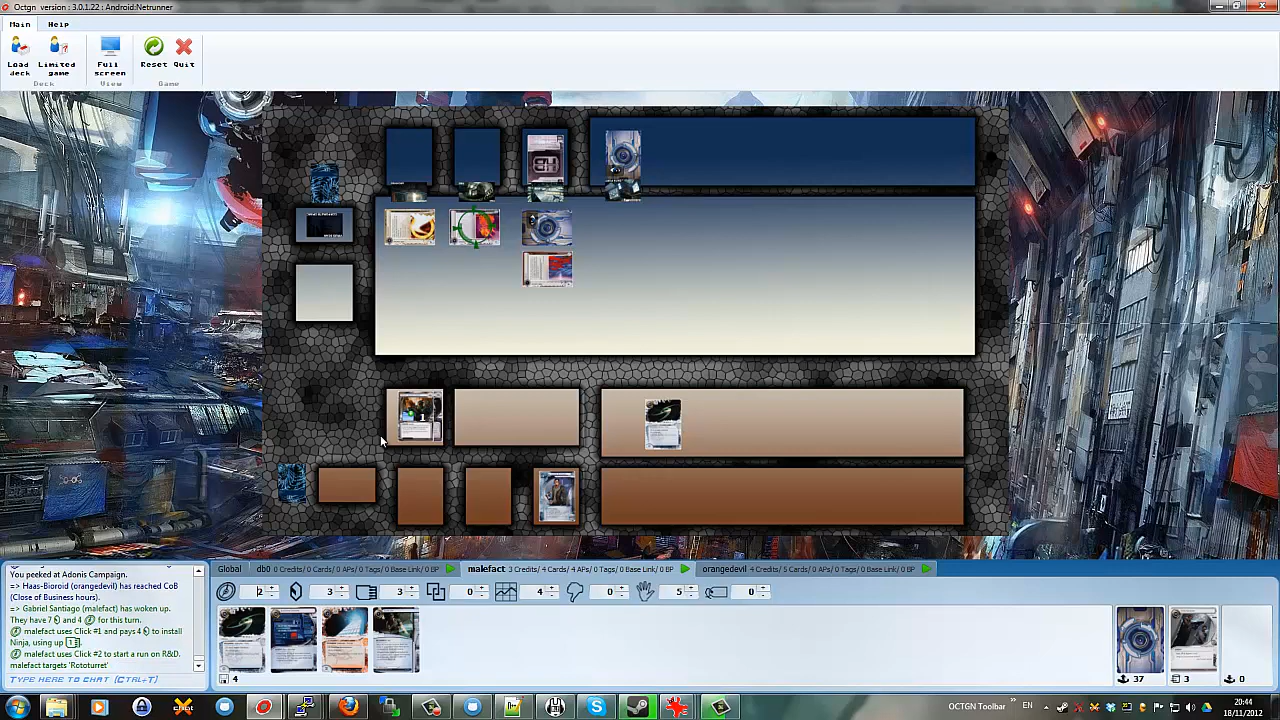 Octgn version : 3.0.1.22 : Android:Netrunner
Main Help
Load deck
Limited game
Full screen
Reset
Quit
Deck
View
Game
You peeked at Adonis Campaign.
=> Haas-Bioroid (orangedevil) has reached CoB
(Close of Business hours).
=> Gabriel Santiago (malefact) has woken up.
They have 7 and 4 for this turn.
malefact uses Click #1 and pays 4 to install
n, using up
malefact uses Click #2 to start a run on R&D.
targets 'Rototurret'
TYPE HERE TO CHAT (CTRL+T)
Global
db0 0 Credits/ 0 Cards/ 0 APs/ 0 Tags/ 0 Base Link/ 0 BP
malefact 3 Credits/ 4 Cards/ 4 APs/ 0 Tags/ 0 Base Link/ 0 BP
orangedevil 4 Credits/ 5 Cards/ 0 APs/ 0 Tags/ 0 Base Link/ 0 BP
2 3 3 0 4 0 5 0
4
37
3
0
OCTGN Toolbar
EN
20:44
18/11/2012